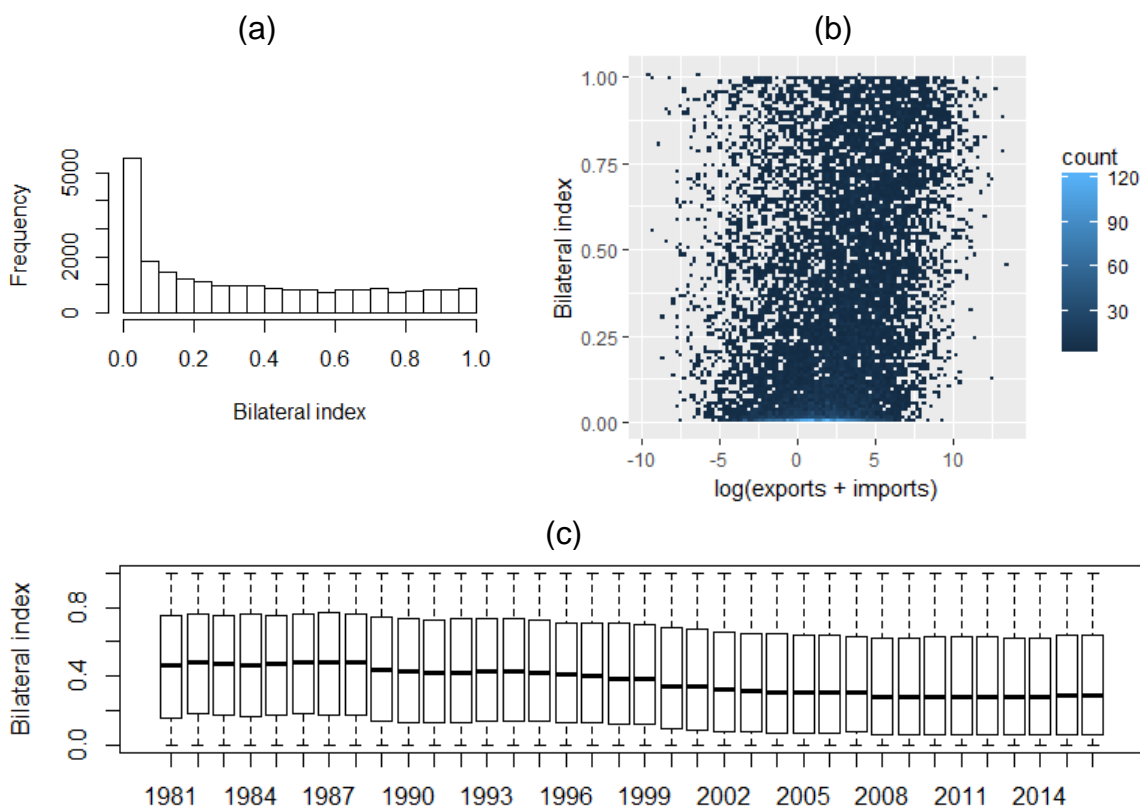 (a)
(b)
Frequency
0 2000 5000
0.0 0.2 0.4 0.6 0.8 1.0
Bilateral index
Bilateral index
1.00
0.75
0.50
0.25
0.00
-10 -5 0 5 10
log(exports + imports)
count
120
90
60
30
(c)
Bilateral index
0.0 0.4 0.8
1981 1984 1987 1990 1993 1996 1999 2002 2005 2008 2011 2014